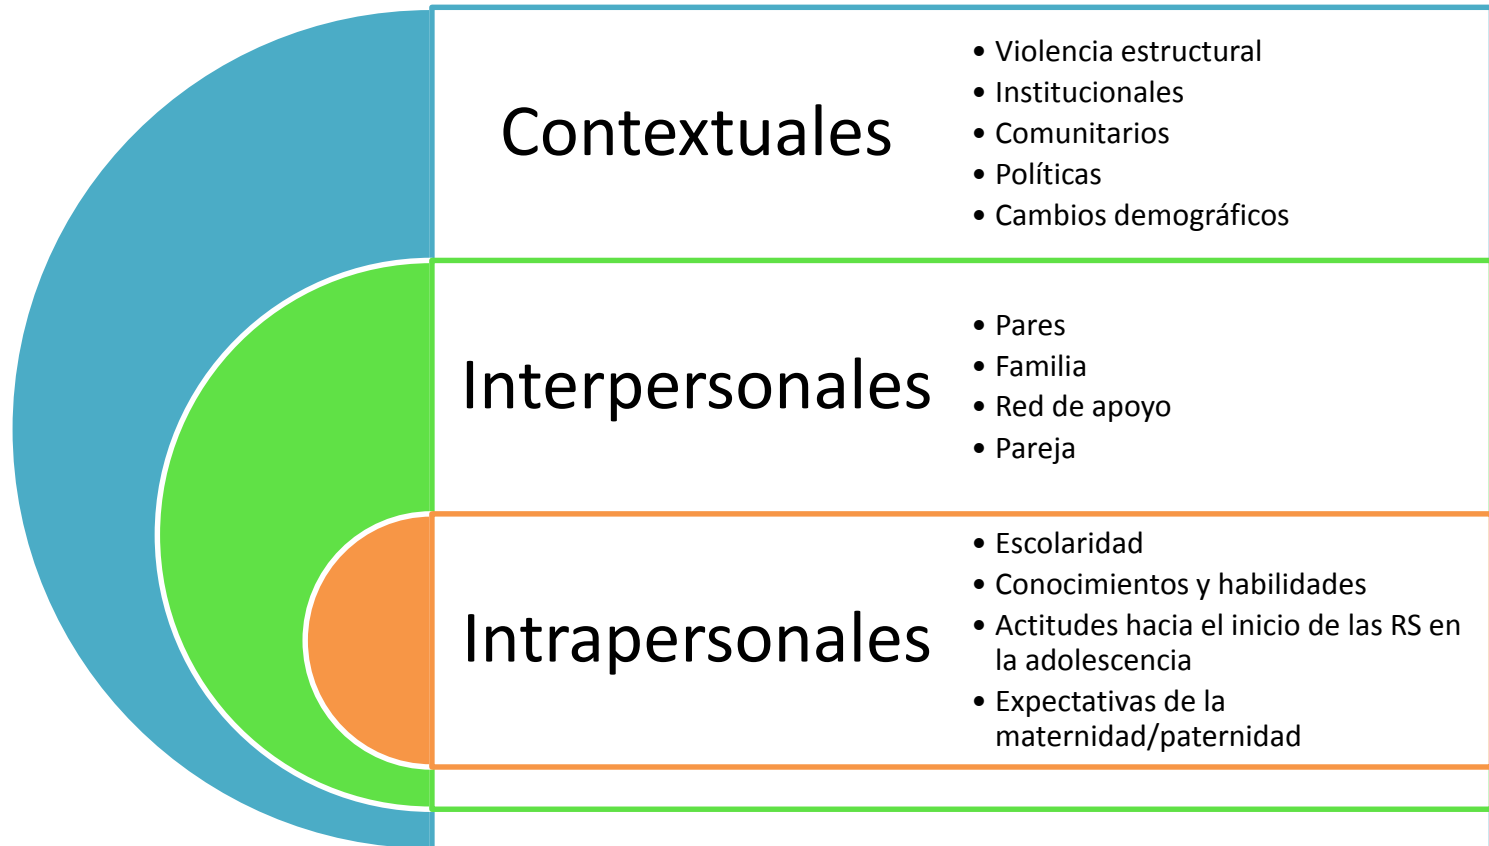 Contextuales
• Violencia estructural
• Institucionales
• Comunitarios
• Políticas
• Cambios demográficos
Interpersonales
• Pares
• Familia
• Red de apoyo
• Pareja
Intrapersonales
• Escolaridad
• Conocimientos y habilidades
• Actitudes hacia el inicio de las RS en
la adolescencia
• Expectativas de la
maternidad/paternidad